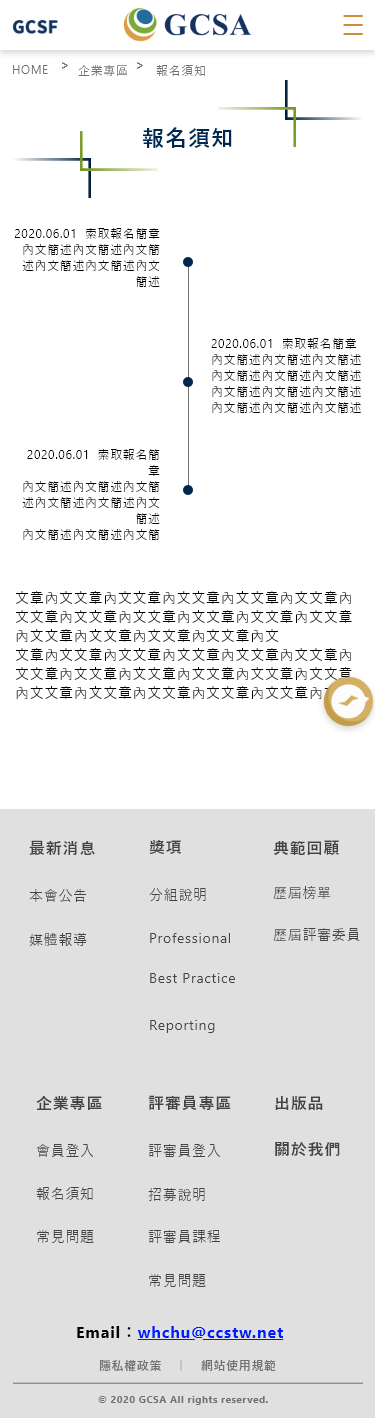 GCSF
GCSA
HOME > 企業專區 > 報名須知
報名須知
2020.06.01 索取報名簡章
內文簡述內文簡述內文簡
述內文簡述內文簡述內文
簡述
2020.06.01 索取報名簡章
內文簡述內文簡述內文簡述
內文簡述內文簡述內文簡述
內文簡述內文簡述內文簡述
內文簡述內文簡述內文簡述
2020.06.01 索取報名簡
章
內文簡述內文簡述內文簡
述內文簡述內文簡述內文
簡述
內文簡述內文簡述內文簡
文章內文文章內文文章內文文章內文文章內文文章內
文文章內文文章內文文章內文文章內文文章內文文章
內文文章內文文章內文文章內文文章內文
文章內文文章內文文章內文文章內文文章內文文章內
文文章內文文章內文文章內文文章內文文章內文文章
內文文章內文文章內文文章內文文章內文文章內
最新消息
本會公告
媒體報導
獎項
分組說明
Professional
Best Practice
Reporting
典範回顧
歷屆榜單
歷屆評審委員
企業專區
會員登入
報名須知
常見問題
評審員專區
評審員登入
招募說明
評審員課程
常見問題
出版品
關於我們
Email：whchu@ccstw.net
隱私權政策 | 網站使用規範
© 2020 GCSA All rights reserved.